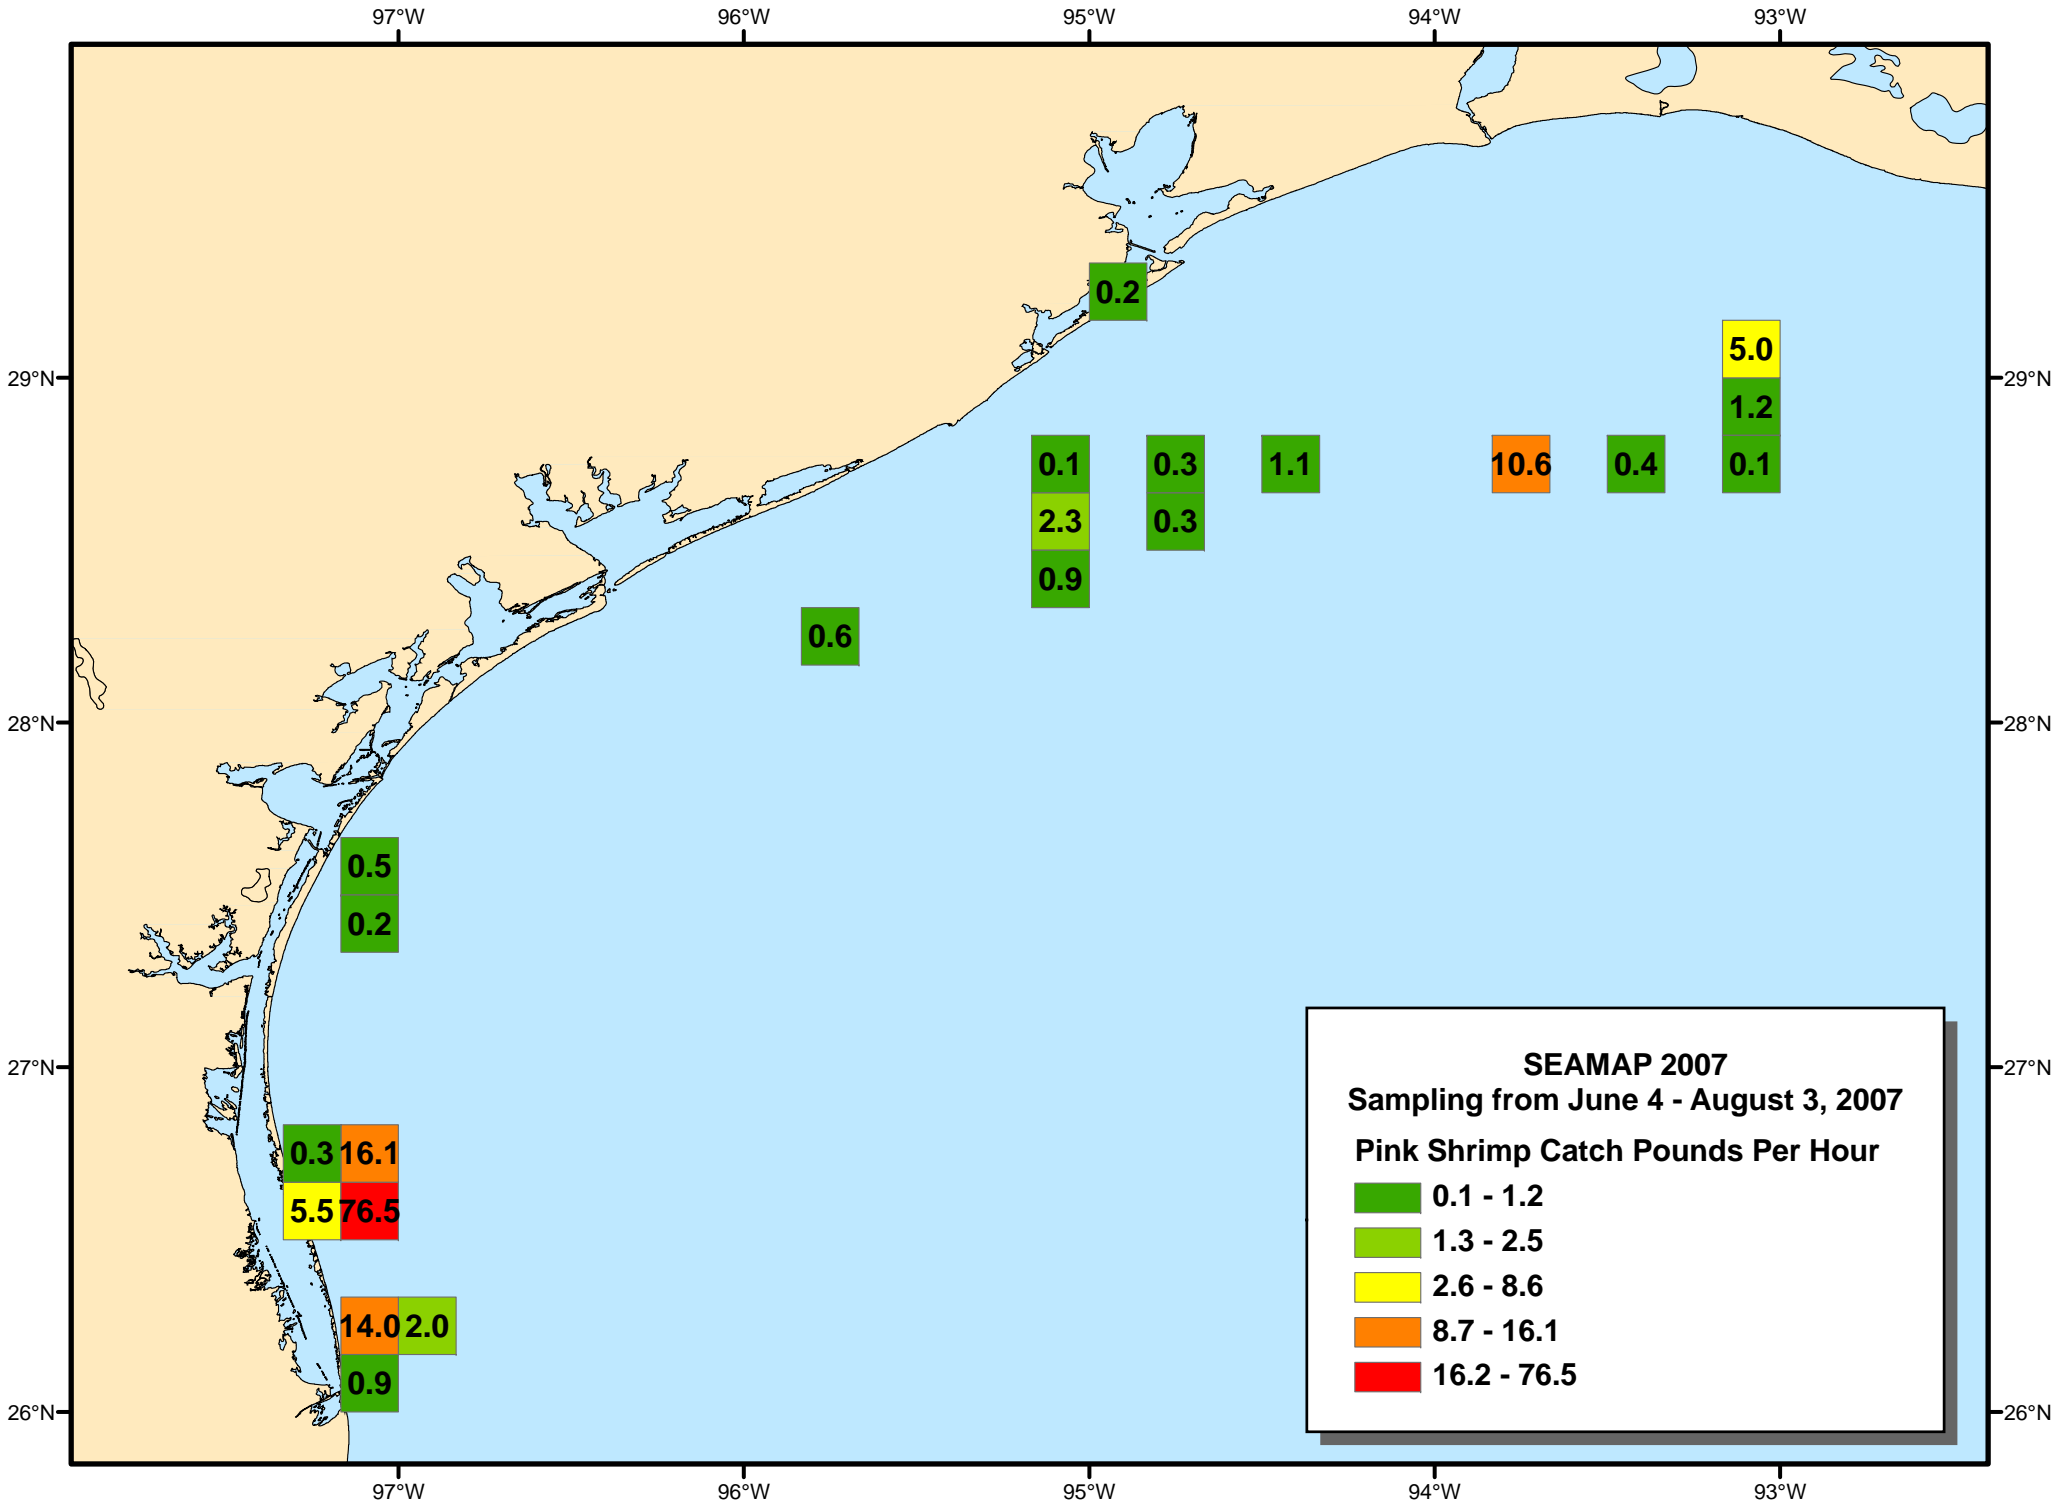 97°W 96°W 95°W 94°W 93°W
0.2
5.0
29°N 29°N
1.2
0.1 0.3 1.1 10.6 0.4 0.1
2.3 0.3
0.9
0.6
28°N 28°N
0.5
0.2
27°N 27°N
SEAMAP 2007
Sampling from June 4 - August 3, 2007
Pink Shrimp Catch Pounds Per Hour
0.1 - 1.2
1.3 - 2.5
2.6 - 8.6
8.7 - 16.1
16.2 - 76.5
0.3 16.1
5.5 76.5
14.0 2.0
0.9
26°N 26°N
97°W 96°W 95°W 94°W 93°W